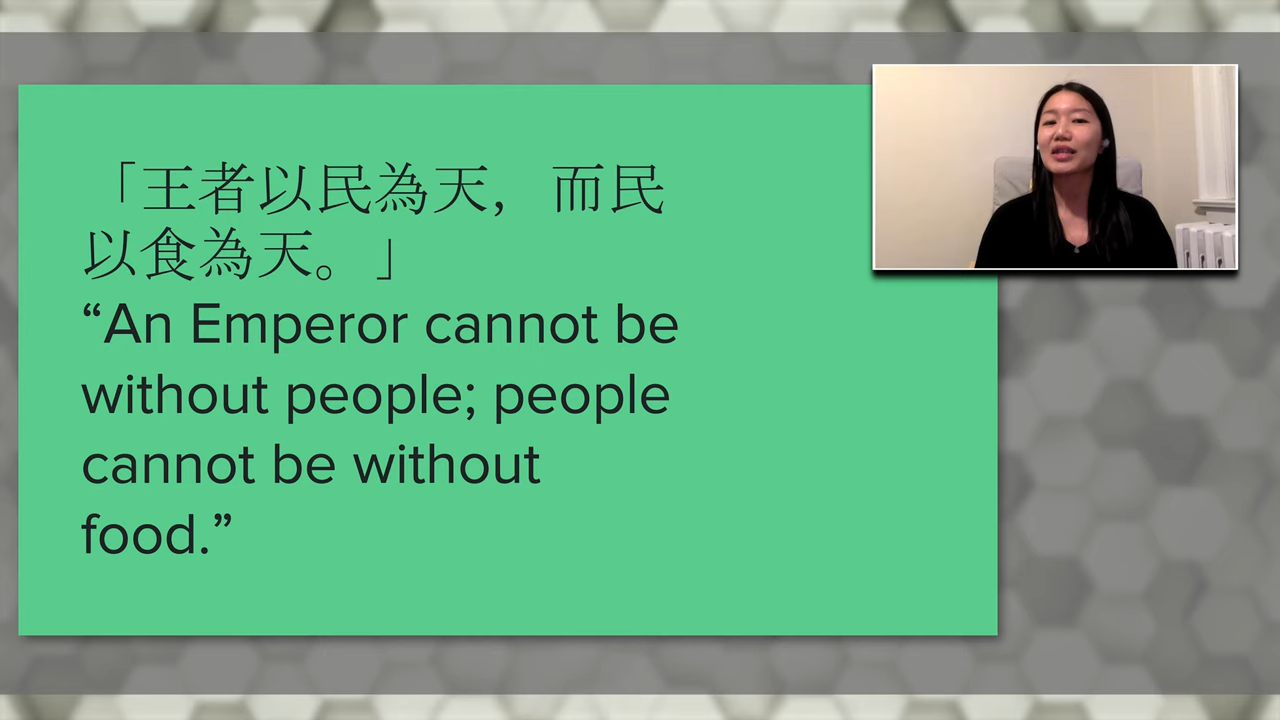 「王者以民為天，而民
以食為天。」
“An Emperor cannot be
without people; people
cannot be without
food.”